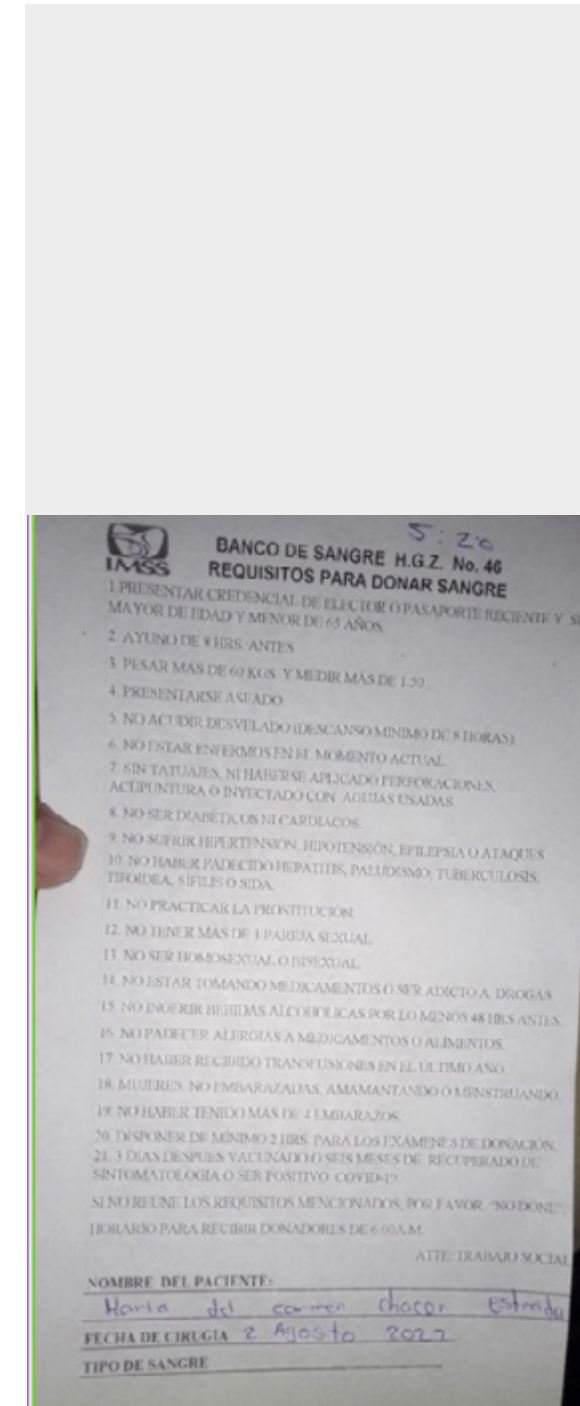 5:20
IMSS
BANCO DE SANGRE H.G.Z. No. 46
REQUISITOS PARA DONAR SANGRE
1.PRESENTAR CREDENCIAL DE ELECTOR O PASAPORTE RECIENTE Y
MAYOR DE EDAD Y MENOR DE 65 AÑOS.
2. AYUNO DE 8 HRS. ANTES
3. PESAR MAS DE 60 KGS. Y MEDIR MÁS DE 1.50
4. PRESENTARSE ASEADO
5. NO ACUDIR DESVELADO (DESCANSO MINIMO DE 8 HORAS)
6. NO ESTAR ENFERMOS EN EL MOMENTO ACTUAL.
7. SIN TATUAJES, NI HABERSE APLICADO PERFORACIONES,
ACUPUNTURA O INYECTADO CON AGUJAS USADAS.
8. NO SER DIABÉTICOS NI CARDIACOS.
9. NO SUFRIR HIPERTENSIÓN, HIPOTENSIÓN, EPILEPSIA O ATAQUES.
10. NO HABER PADECIDO HEPATITIS, PALUDISMO, TUBERCULOSIS,
TIFOIDEA, SÍFILIS O SIDA.
11. NO PRACTICAR LA PROSTITUCIÓN.
12. NO TENER MÁS DE 1 PAREJA SEXUAL.
13. NO SER HOMOSEXUAL O BISEXUAL.
14. NO ESTAR TOMANDO MEDICAMENTOS O SER ADICTO A DROGAS.
15. NO INGERIR BEBIDAS ALCOHOLICAS POR LO MENOS 48 HRS ANTES.
16. NO PADECER ALERGIAS A MEDICAMENTOS O ALIMENTOS.
17. NO HABER RECIBIDO TRANSFUSIONES EN EL ÚLTIMO AÑO
18. MUJERES: NO EMBARAZADAS, AMAMANTANDO O MENSTRUANDO.
19. NO HABER TENIDO MÁS DE 4 EMBARAZOS.
20. DISPONER DE MÍNIMO 2 HRS. PARA LOS EXÁMENES DE DONACIÓN.
21. 3 DIAS DESPUES VACUNADO O SEIS MESES DE RECUPERADO DE
SINTOMATOLOGIA O SER POSITIVO COVID-19
SI NO REUNE LOS REQUISITOS MENCIONADOS, POR FAVOR, "NO DONE".
HORARIO PARA RECIBIR DONADORES DE 6:00A.M.
ATTE: TRABAJO SOCIAL
NOMBRE DEL PACIENTE:
Maria del carmen chacon Estrada
FECHA DE CIRUGIA 2 Agosto 2022
TIPO DE SANGRE